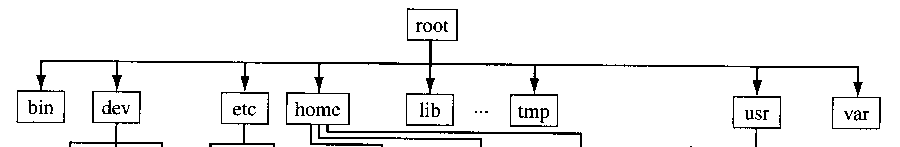 root
bin dev etc home lib ... tmp usr var